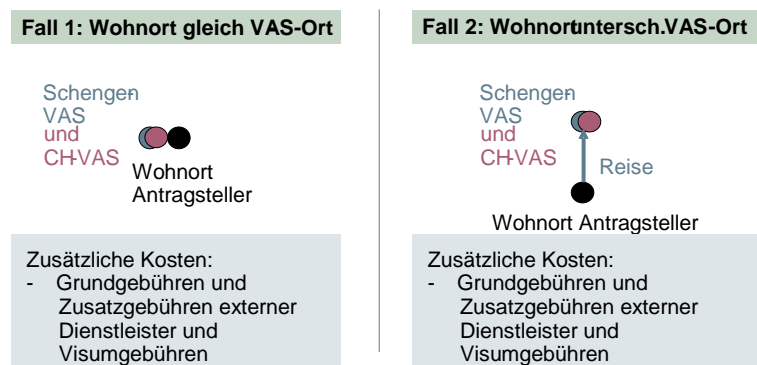 Fall 1: Wohnort gleich VAS-Ort
Schengen-
VAS
und
CH-VAS
Wohnort
Antragsteller
Zusätzliche Kosten:
- Grundgebühren und
Zusatzgebühren externer
Dienstleister und
Visumgebühren
Fall 2: Wohnortuntersch.VAS-Ort
Schengen-
VAS
und
CH-VAS
Reise
Wohnort Antragsteller
Zusätzliche Kosten:
- Grundgebühren und
Zusatzgebühren externer
Dienstleister und
Visumgebühren